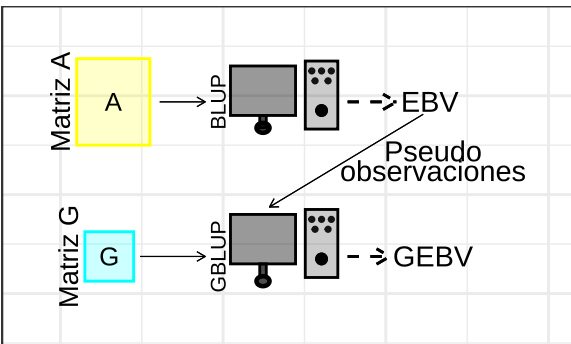 Matriz A
A
BLUP
EBV
Pseudo
observaciones
Matriz G
G
GBLUP
GEBV